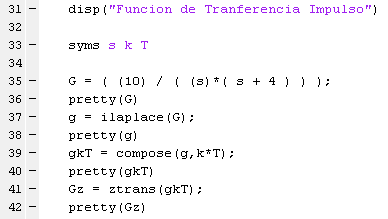 31 – disp("Funcion de Tranferencia Impulso")
32
33 – syms s k T
34
35 – G = ( (10) / ( (s)*( s + 4 ) ) );
36 – pretty(G)
37 – g = ilaplace(G);
38 – pretty(g)
39 – gkT = compose(g,k*T);
40 – pretty(gkT)
41 – Gz = ztrans(gkT);
42 – pretty(Gz)